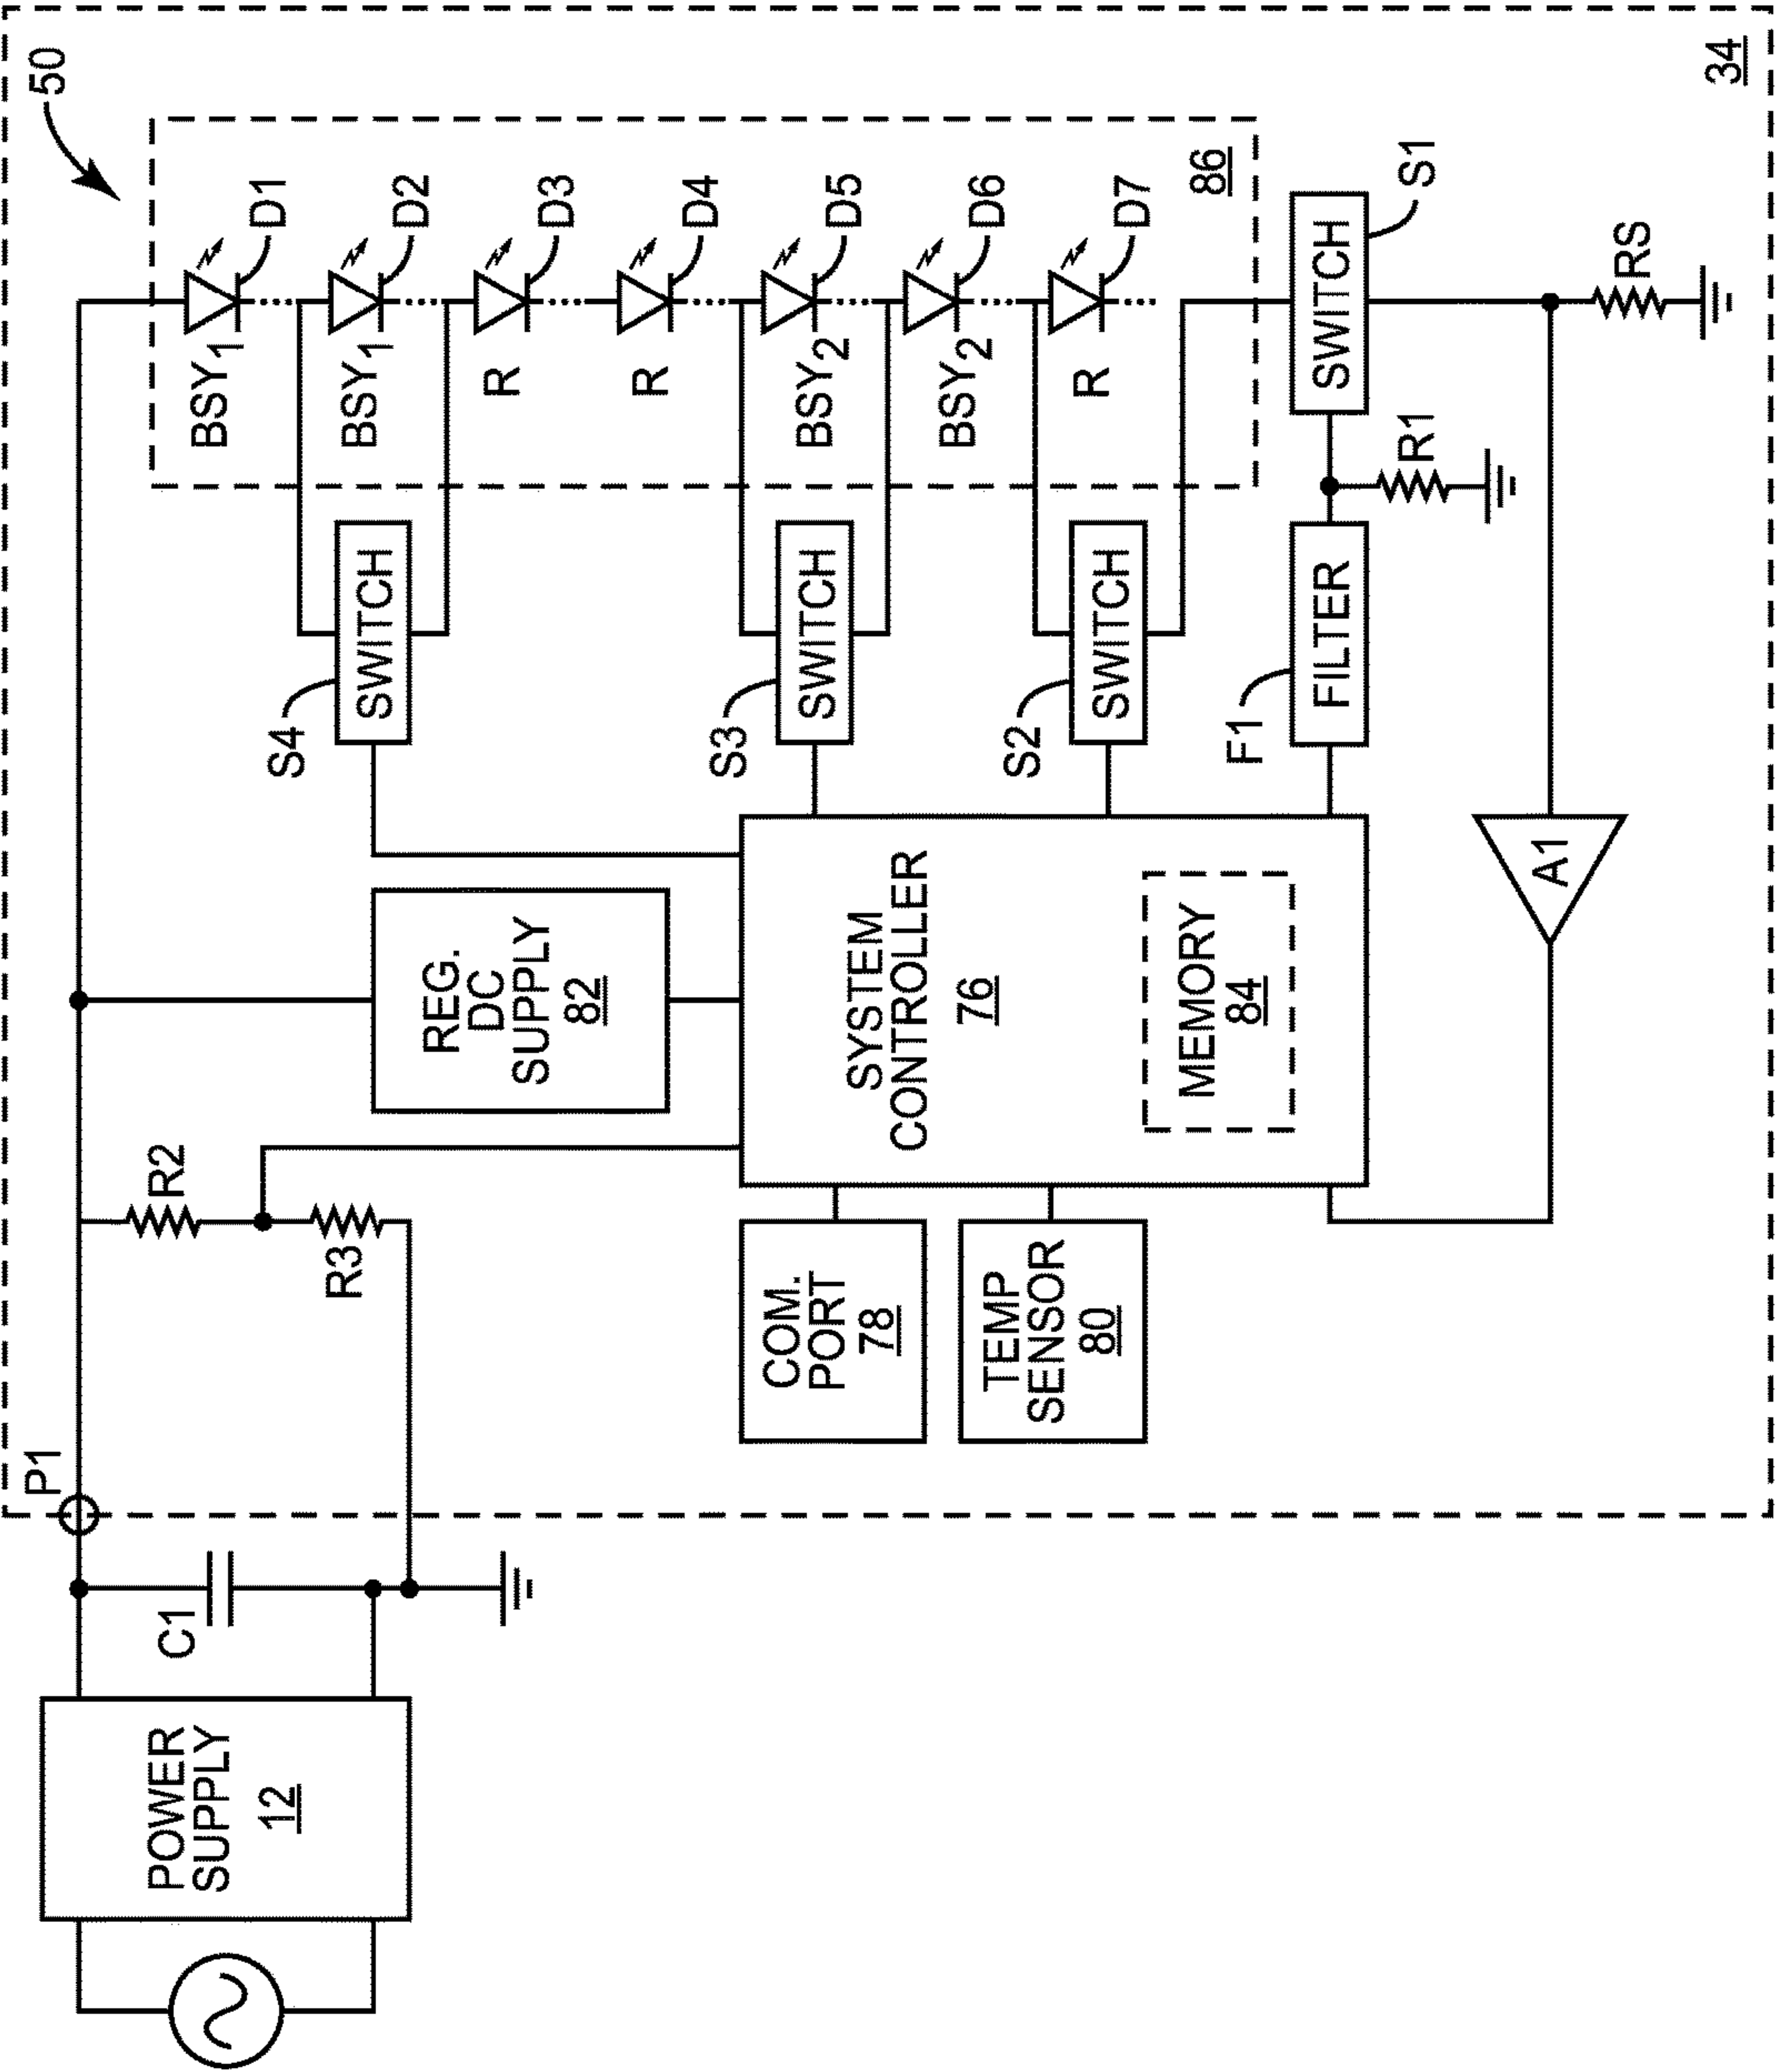 50
34
P1
POWER
SUPPLY
12
C1
R2
R3
REG.
DC
SUPPLY
82
SYSTEM
CONTROLLER
76
MEMORY
84
COM.
PORT
78
TEMP
SENSOR
80
S4
SWITCH
S3
SWITCH
S2
SWITCH
F1
FILTER
R1
SWITCH
S1
RS
A1
BSY1
D1
BSY1
D2
R
D3
R
D4
BSY2
D5
BSY2
D6
R
D7
86